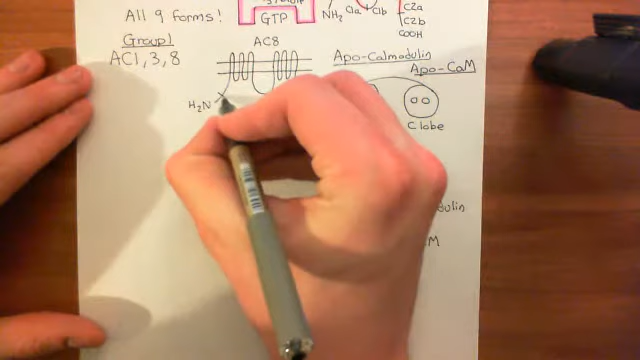 All 9 forms!
GTP
NH2 C1a C1b
C2a
C2b
COOH
Group 1
AC1, 3, 8
AC8
Apo-Calmodulin
Apo-CaM
H2N
C lobe
dulin
M